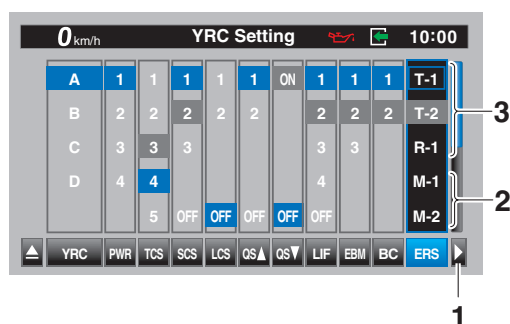 0 km/h YRC Setting 10:00
A 1 1 1 1 1 ON 1 1 1 T-1
B 2 2 2 2 2 2 2 2 T-2
C 3 3 3 3 3 R-1
D 4 4 4 M-1
5 OFF OFF OFF OFF OFF M-2
YRC PWR TCS SCS LCS QS▲ QS▼ LIF EBM BC ERS
3
2
1